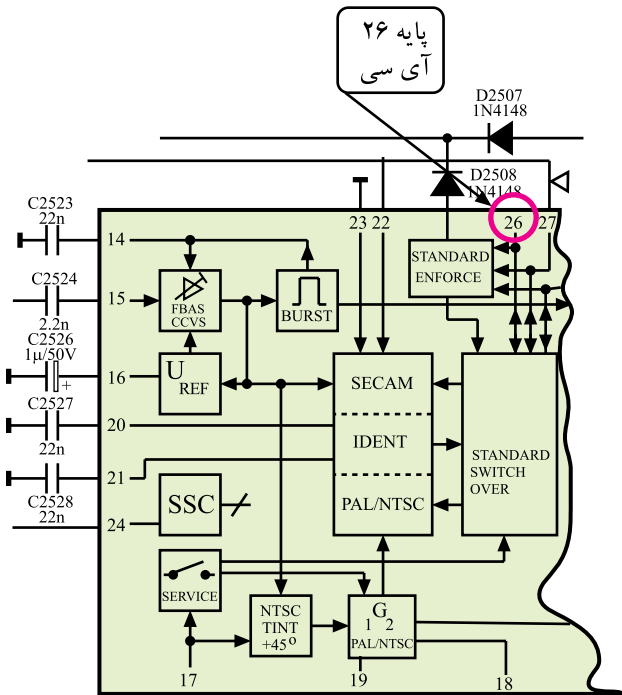 پایه ۲۶
آی سی
D2507
1N4148
D2508
1N4148
C2523
22n
14
23
22
26
27
STANDARD
ENFORCE
C2524
2.2n
15
FBAS
CCVS
BURST
C2526
1µ/50V
+
16
U REF
SECAM
C2527
22n
20
IDENT
STANDARD
SWITCH
OVER
21
C2528
22n
SSC
PAL/NTSC
24
SERVICE
NTSC
TINT
+45º
G
1 2
PAL/NTSC
17
19
18